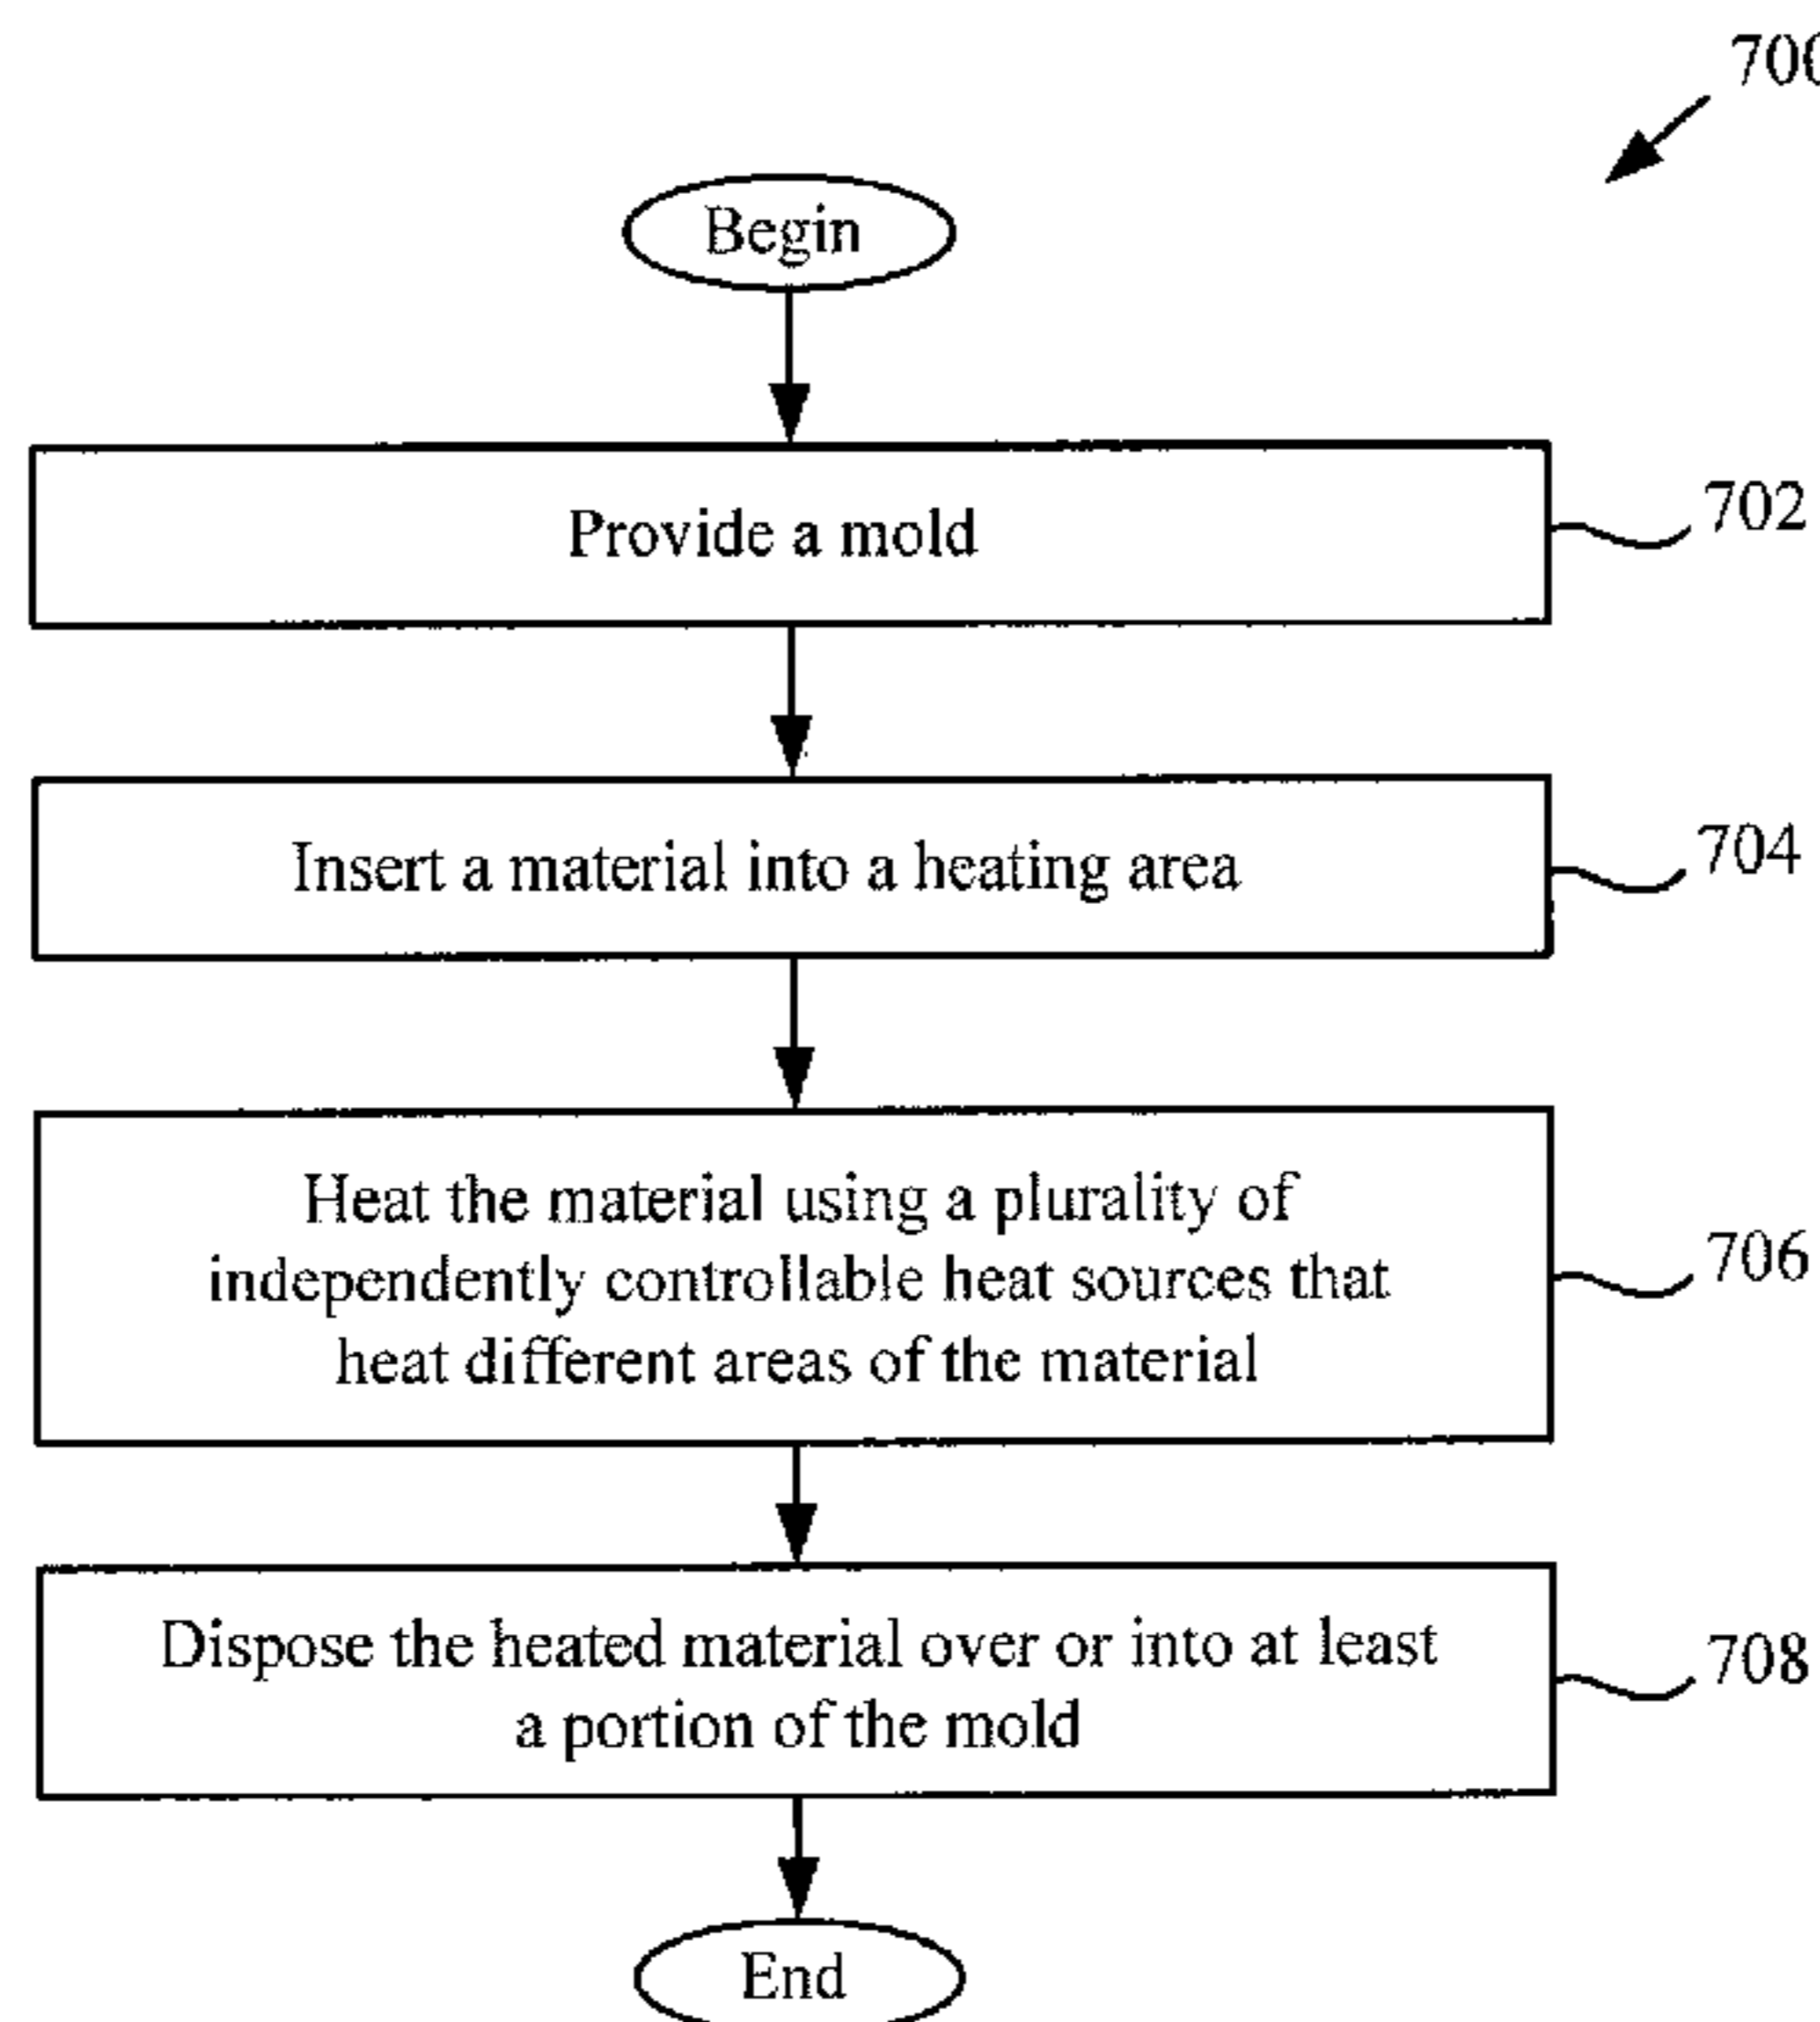 700
Begin
Provide a mold
702
Insert a material into a heating area
704
Heat the material using a plurality of
independently controllable heat sources that
heat different areas of the material
706
Dispose the heated material over or into at least
a portion of the mold
708
End